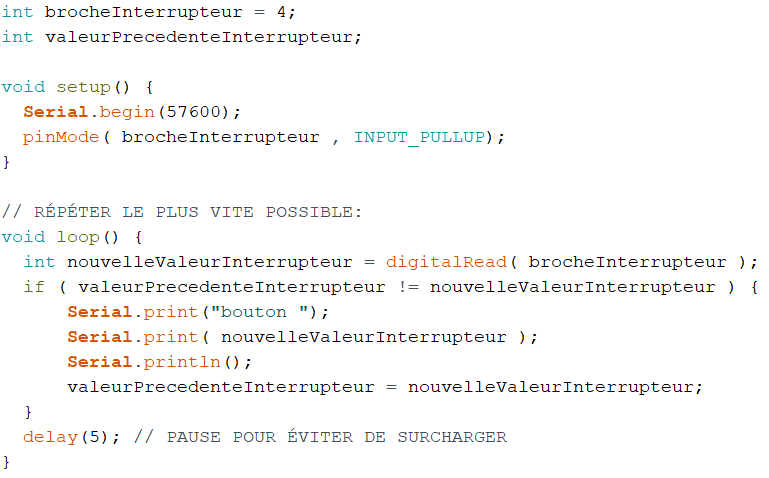 int brocheInterrupteur = 4;
int valeurPrecedenteInterrupteur;

void setup() {
  Serial.begin(57600);
  pinMode( brocheInterrupteur , INPUT_PULLUP);
}

// RÉPÉTER LE PLUS VITE POSSIBLE:
void loop() {
  int nouvelleValeurInterrupteur = digitalRead( brocheInterrupteur );
  if ( valeurPrecedenteInterrupteur != nouvelleValeurInterrupteur ) {
      Serial.print("bouton ");
      Serial.print( nouvelleValeurInterrupteur );
      Serial.println();
      valeurPrecedenteInterrupteur = nouvelleValeurInterrupteur;
  }
  delay(5); // PAUSE POUR ÉVITER DE SURCHARGER
}